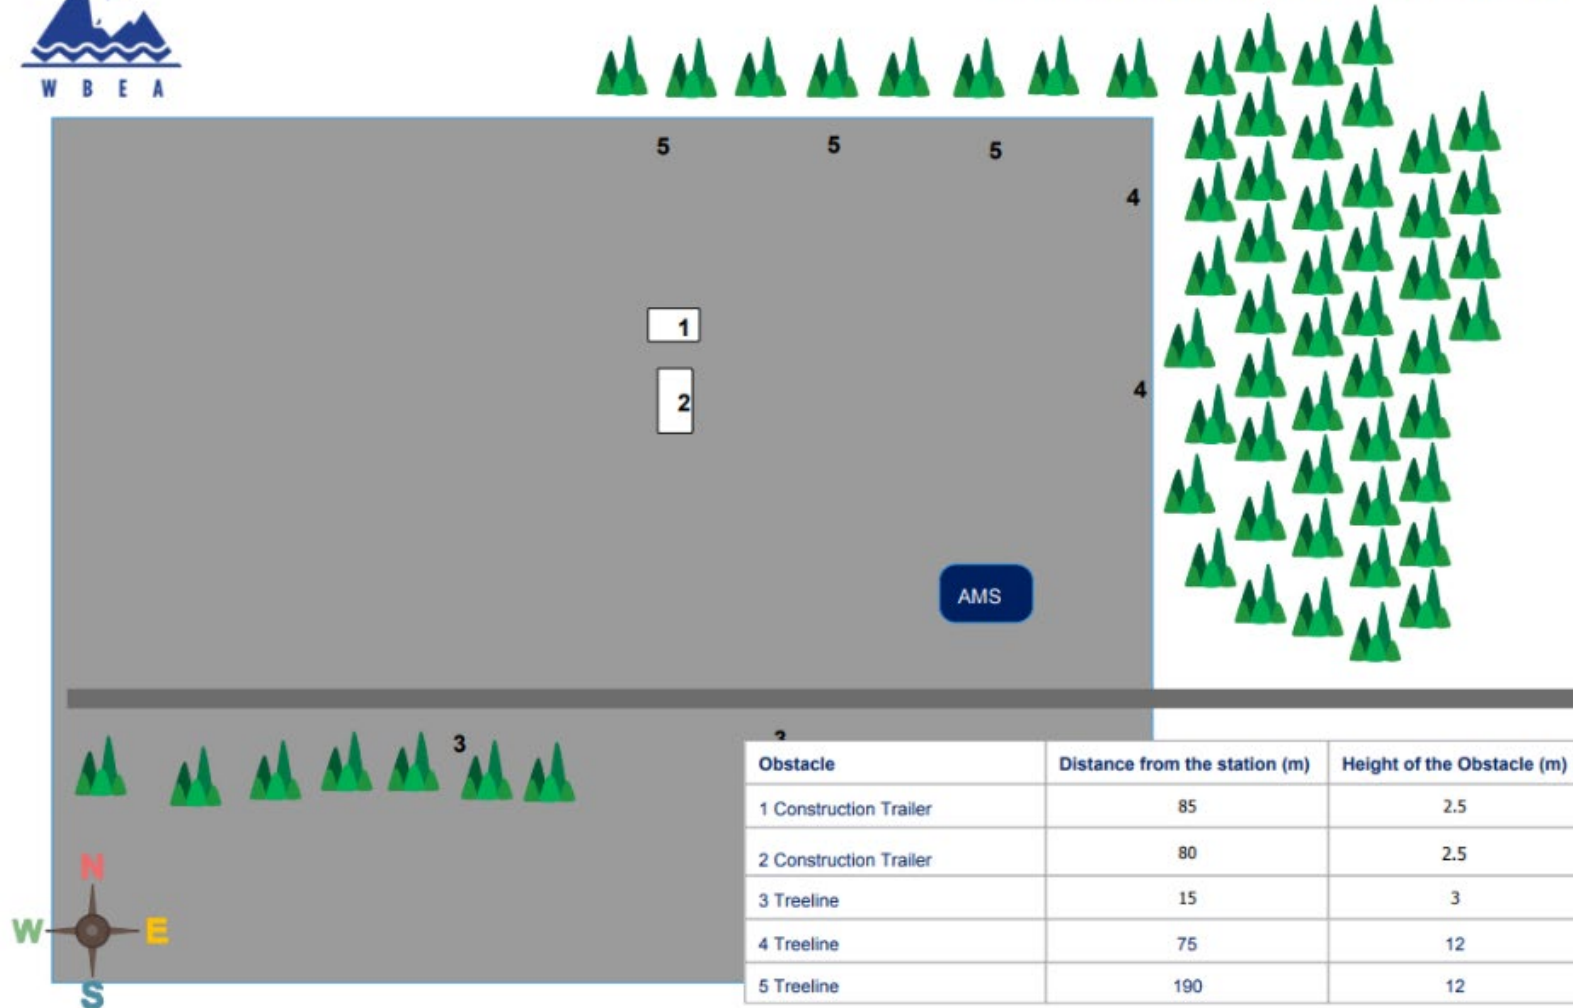 W B E A
5 5 5
4
1
2
4
AMS
3 3
Obstacle Distance from the station (m) Height of the Obstacle (m)
1 Construction Trailer 85 2.5
2 Construction Trailer 80 2.5
3 Treeline 15 3
4 Treeline 75 12
5 Treeline 190 12
N
W E
S